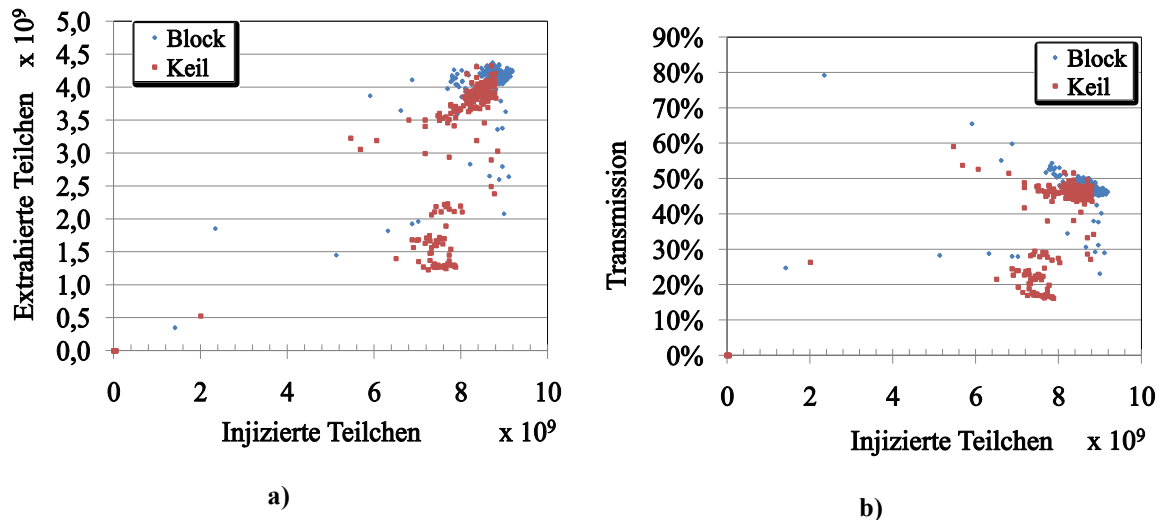 Extrahierte Teilchen x 10⁹
5,0
4,5
4,0
3,5
3,0
2,5
2,0
1,5
1,0
0,5
0,0
Block
Keil
0 2 4 6 8 10
Injizierte Teilchen x 10⁹
a)
Transmission
90%
80%
70%
60%
50%
40%
30%
20%
10%
0%
Block
Keil
0 2 4 6 8 10
Injizierte Teilchen x 10⁹
b)